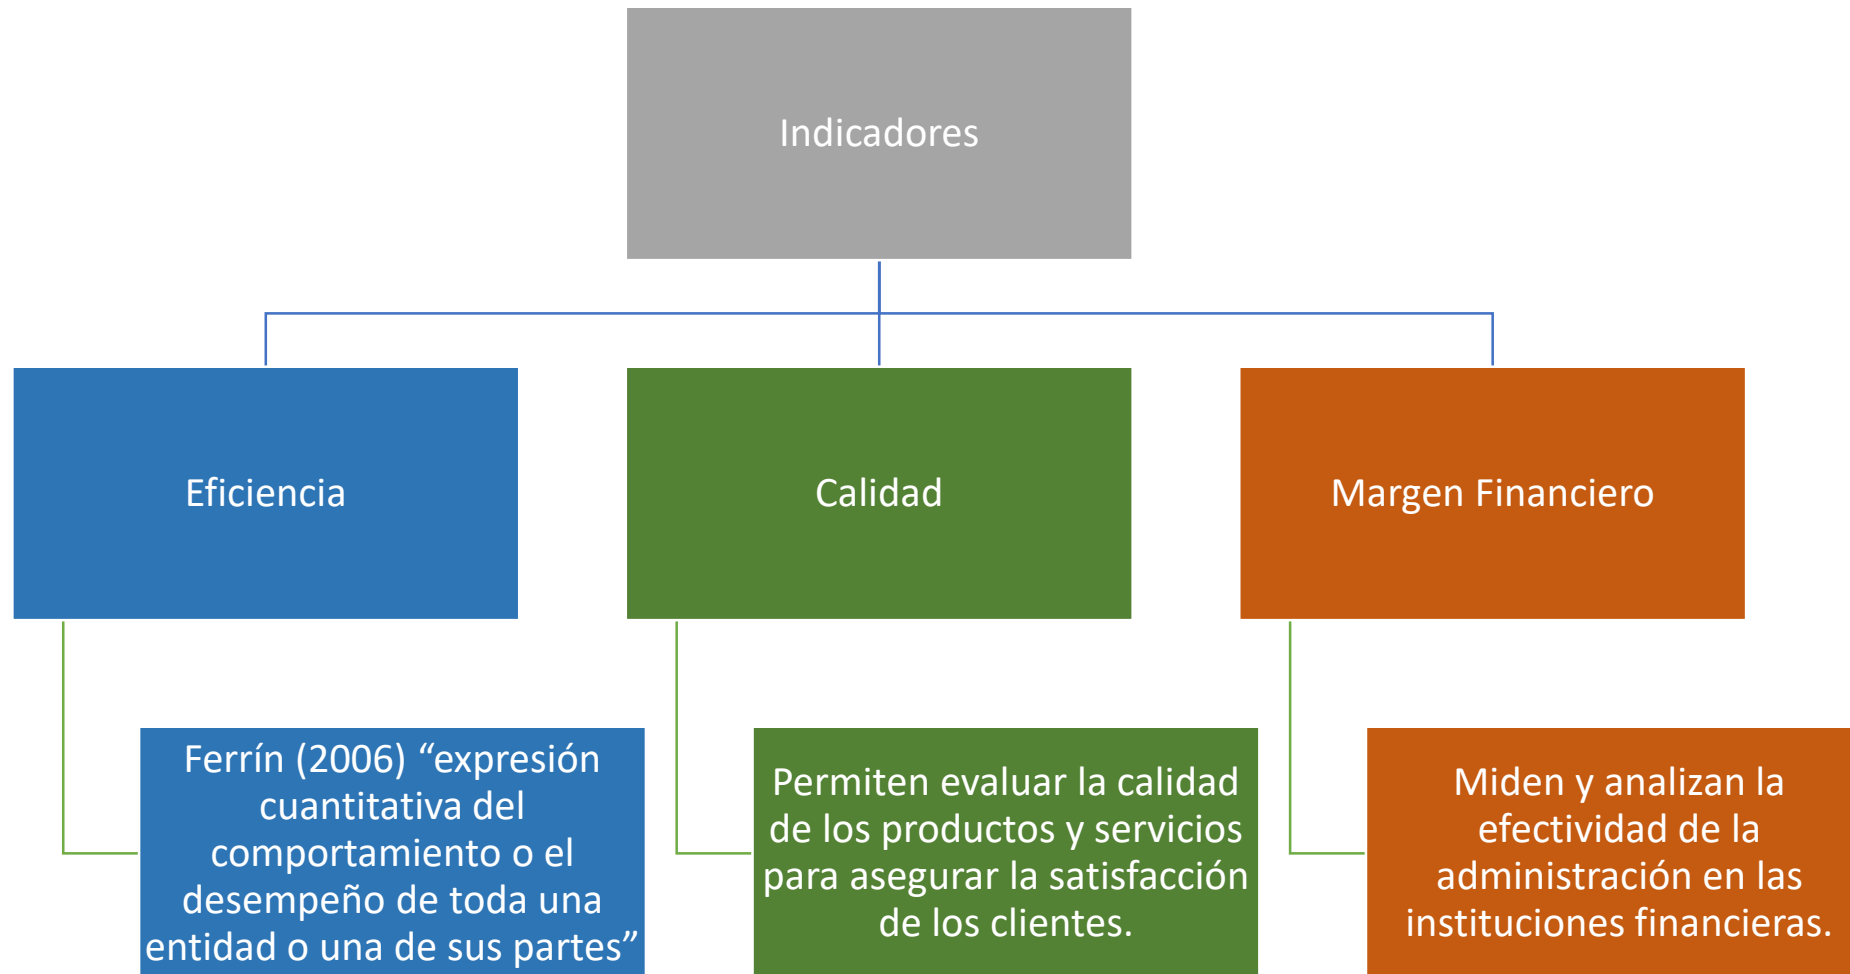 Indicadores
Eficiencia
Calidad
Margen Financiero
Ferrín (2006) “expresión
cuantitativa del
comportamiento o el
desempeño de toda una
entidad o una de sus partes”
Permiten evaluar la calidad
de los productos y servicios
para asegurar la satisfacción
de los clientes.
Miden y analizan la
efectividad de la
administración en las
instituciones financieras.